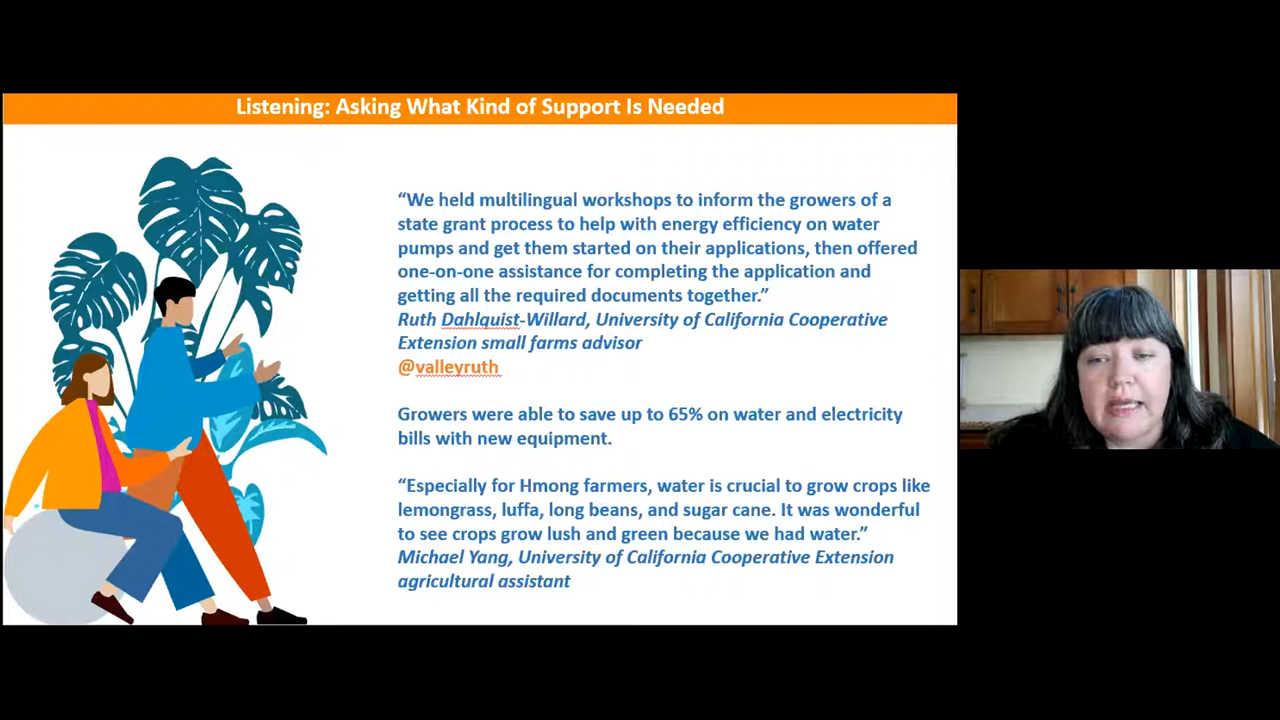 Listening: Asking What Kind of Support Is Needed
“We held multilingual workshops to inform the growers of a
state grant process to help with energy efficiency on water
pumps and get them started on their applications, then offered
one-on-one assistance for completing the application and
getting all the required documents together.”
Ruth Dahlquist-Willard, University of California Cooperative
Extension small farms advisor
@valleyruth
Growers were able to save up to 65% on water and electricity
bills with new equipment.
“Especially for Hmong farmers, water is crucial to grow crops like
lemongrass, luffa, long beans, and sugar cane. It was wonderful
to see crops grow lush and green because we had water.”
Michael Yang, University of California Cooperative Extension
agricultural assistant